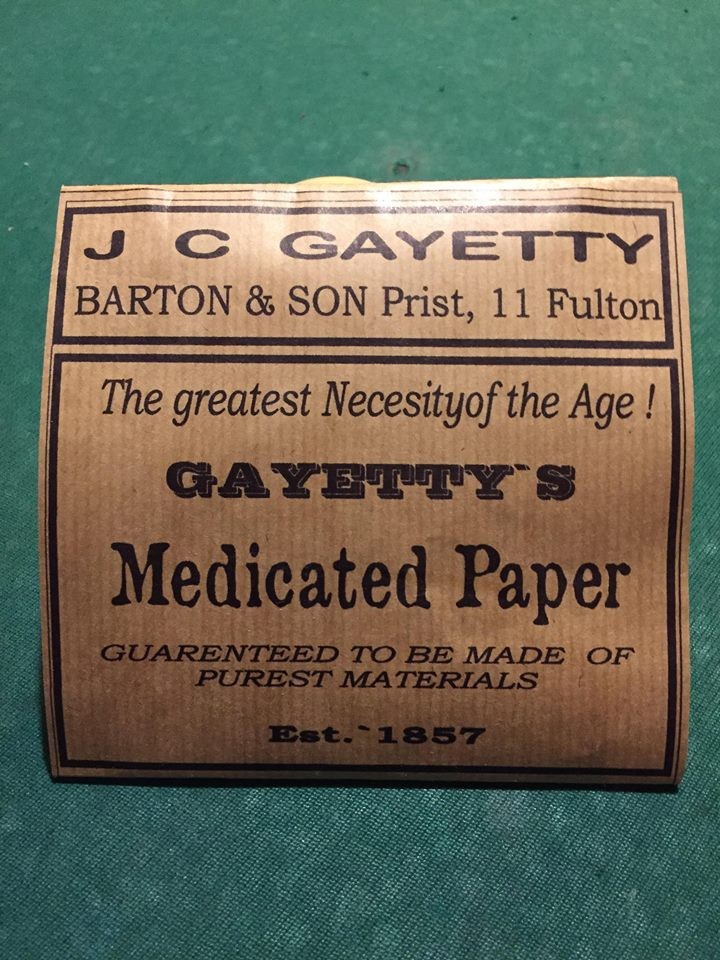 J C GAYETTY
BARTON & SON Prist, 11 Fulton
The greatest Necesityof the Age !
GAYETTY`S
Medicated Paper
GUARENTEED TO BE MADE OF
PUREST MATERIALS
Est.`1857